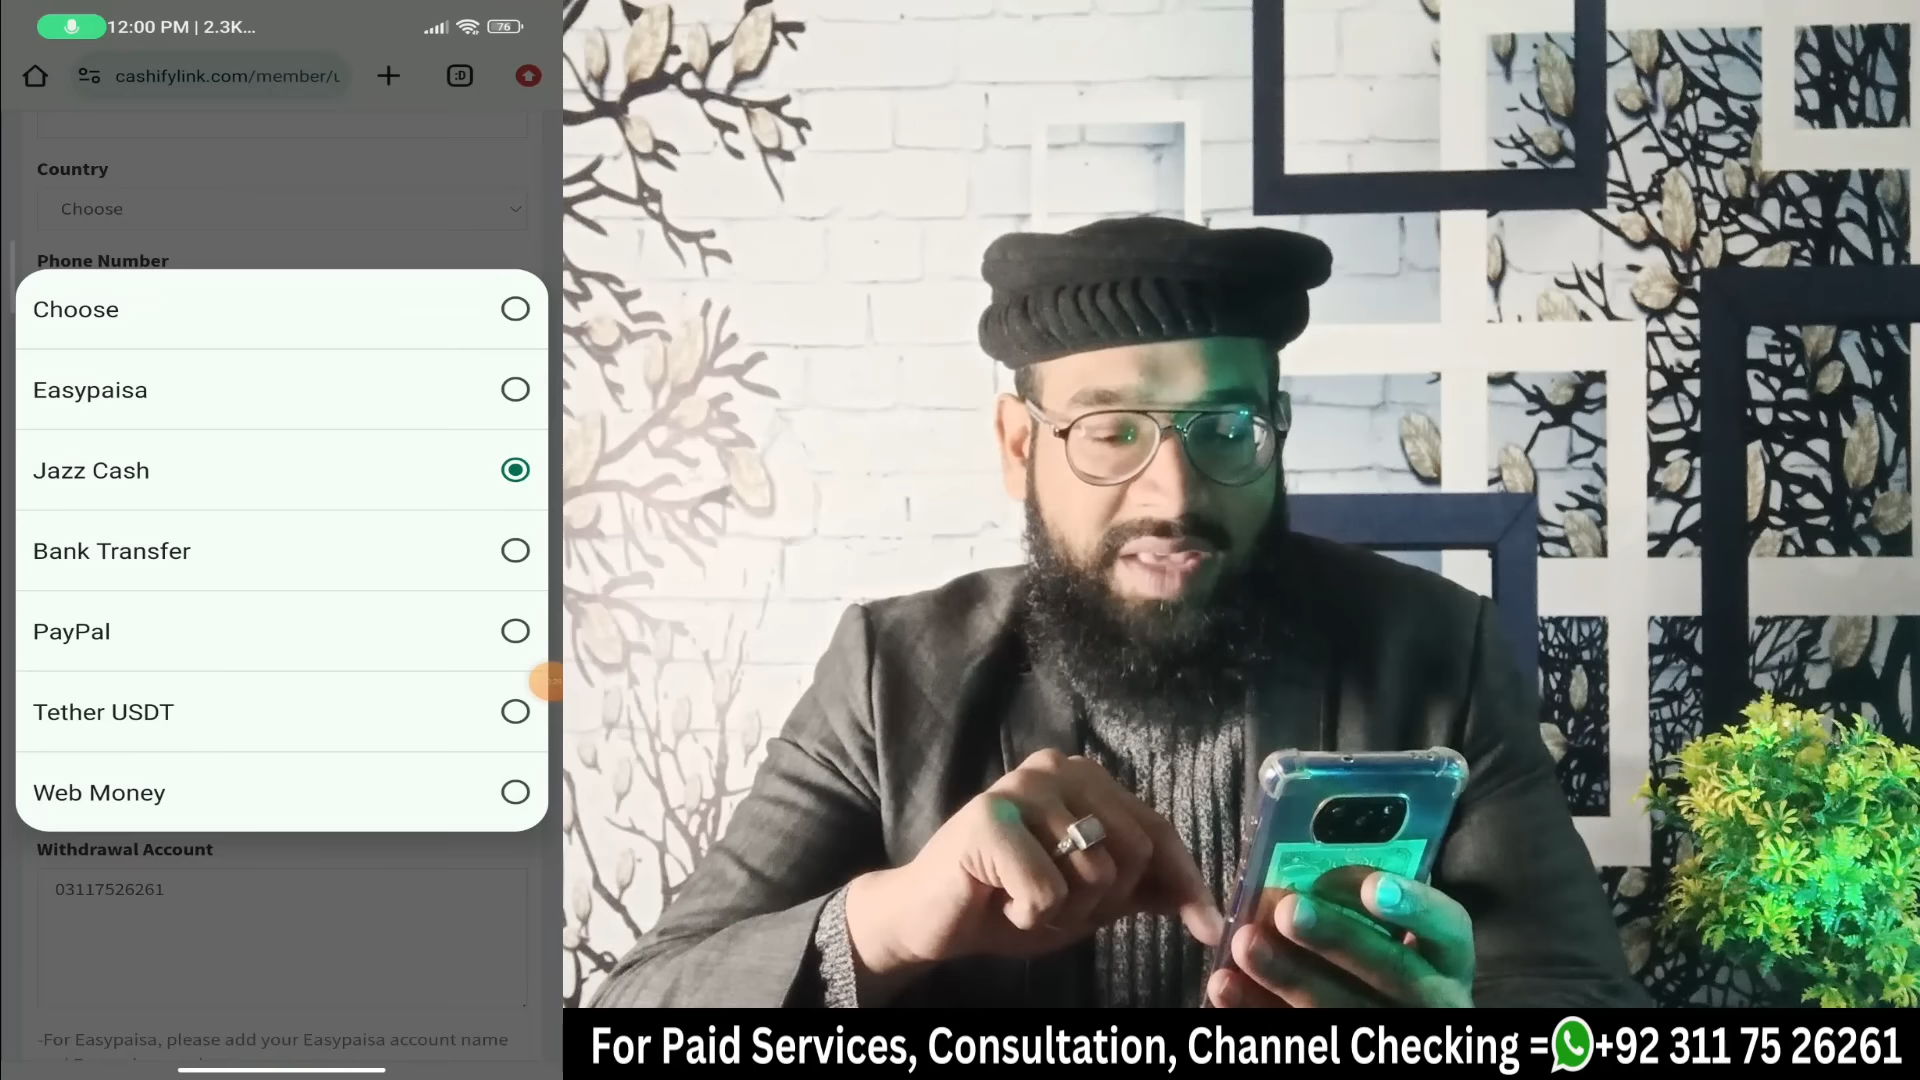 12:00 PM | 2.3K...
76
cashifylink.com/member/u
:D
Country
Choose
Phone Number
Choose
Easypaisa
Jazz Cash
Bank Transfer
PayPal
Tether USDT
Web Money
Withdrawal Account
03117526261
-For Easypaisa, please add your Easypaisa account name
For Paid Services, Consultation, Channel Checking =+92 311 75 26261